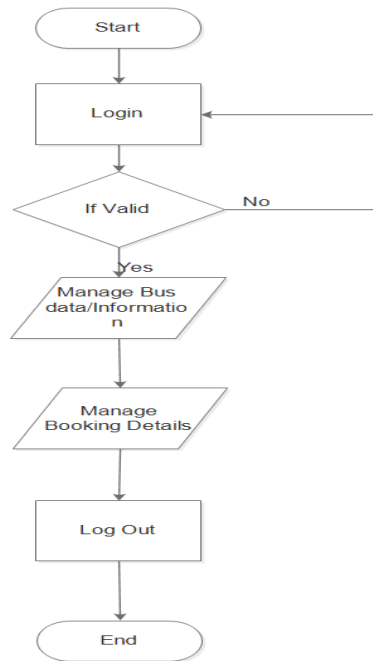 Start
Login
If Valid
No
Yes
Manage Bus
data/Informatio
n
Manage
Booking Details
Log Out
End